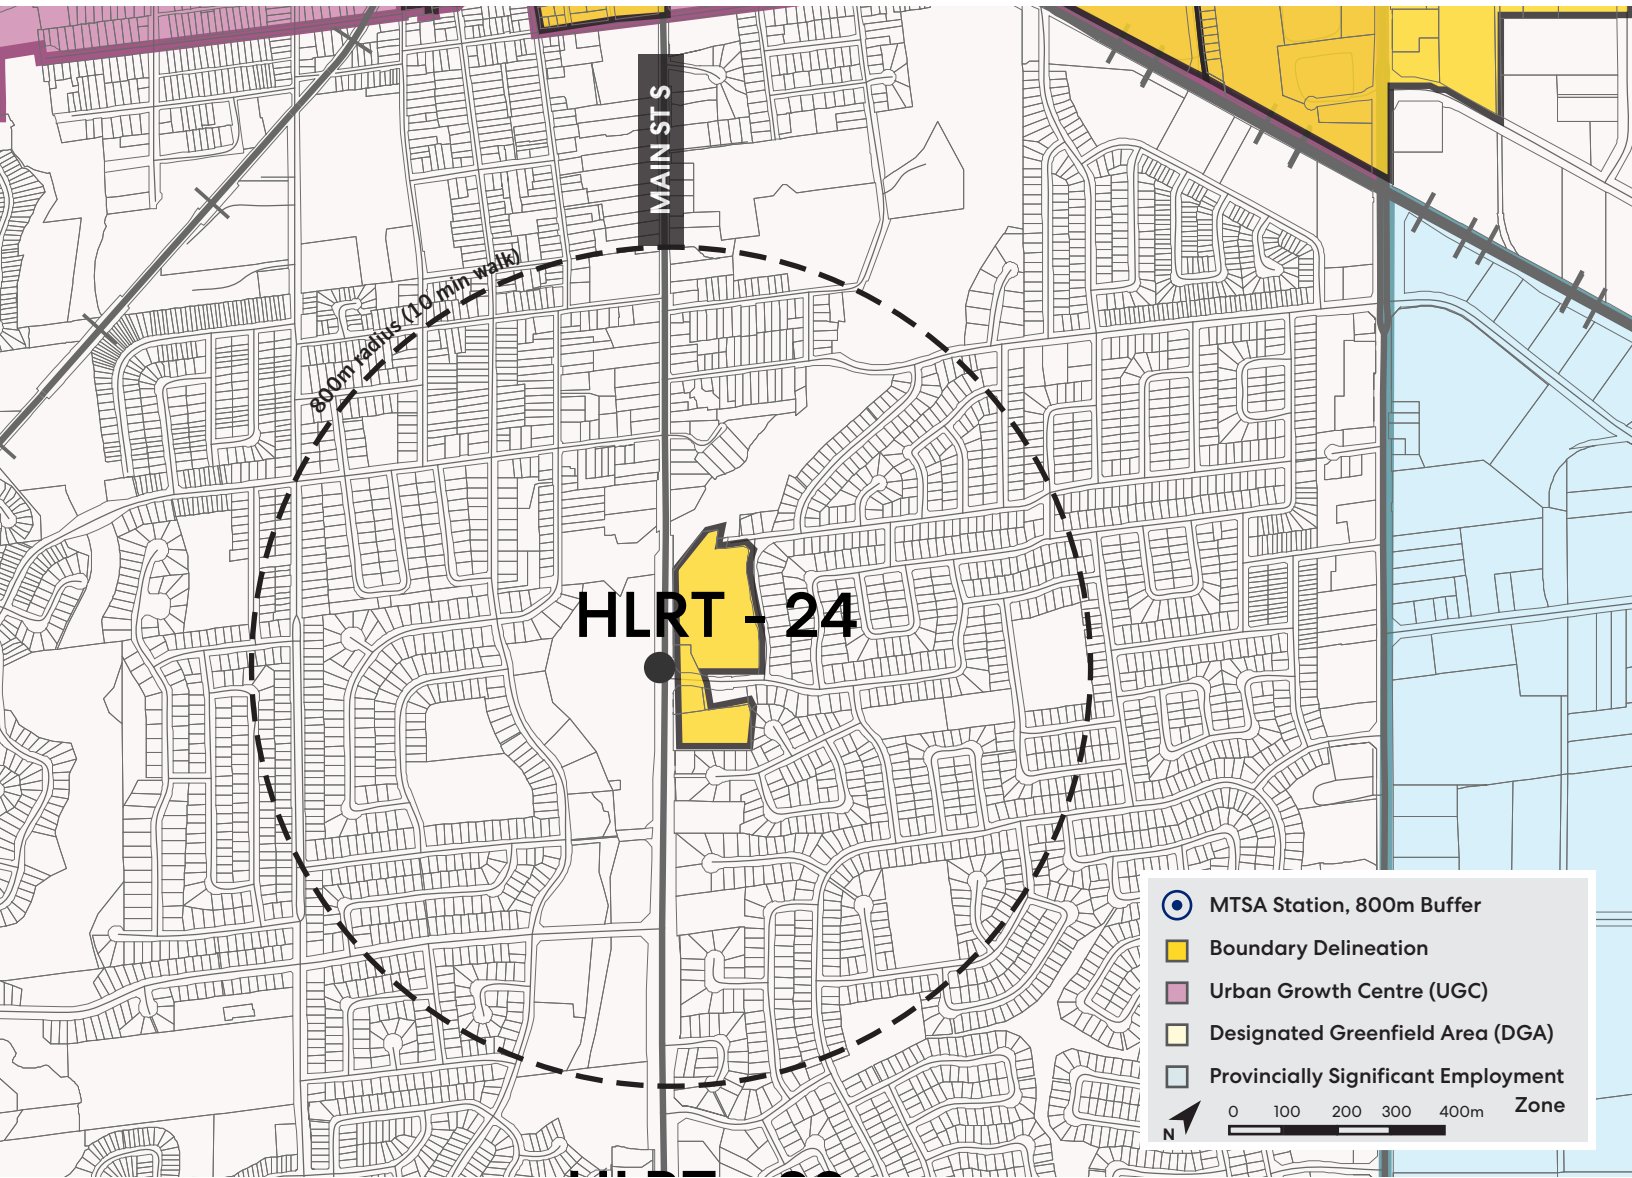 MAIN ST S
800m radius (10 min walk)
HLRT - 24
MTSA Station, 800m Buffer
Boundary Delineation
Urban Growth Centre (UGC)
Designated Greenfield Area (DGA)
Provincially Significant Employment
Zone
0 100 200 300 400m
N
HLRT